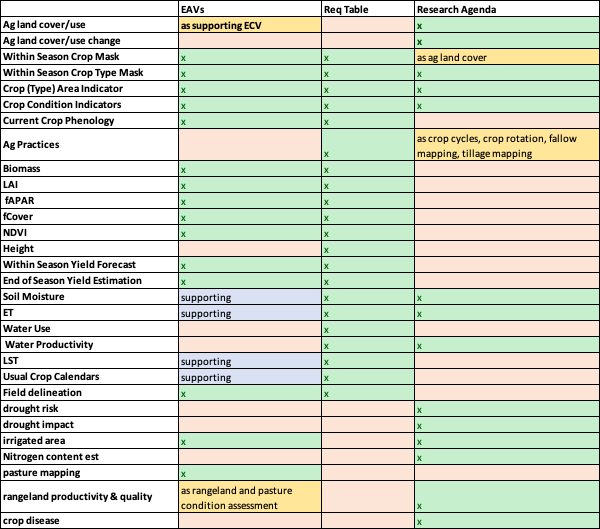 EAVs Req Table Research Agenda
Ag land cover/use as supporting ECV x
Ag land cover/use change x
Within Season Crop Mask x x as ag land cover
Within Season Crop Type Mask x x x
Crop (Type) Area Indicator x x x
Crop Condition Indicators x x x
Current Crop Phenology x x
Ag Practices x as crop cycles, crop rotation, fallow
mapping, tillage mapping
Biomass x x
LAI x x
fAPAR x x
fCover x x
NDVI x x
Height x
Within Season Yield Forecast x x
End of Season Yield Estimation x x
Soil Moisture supporting x x
ET supporting x x
Water Use x
Water Productivity x x
LST supporting x
Usual Crop Calendars supporting x
Field delineation x x
drought risk x
drought impact x
irrigated area x x
Nitrogen content est x
pasture mapping x
rangeland productivity & quality as rangeland and pasture
condition assessment x
crop disease x